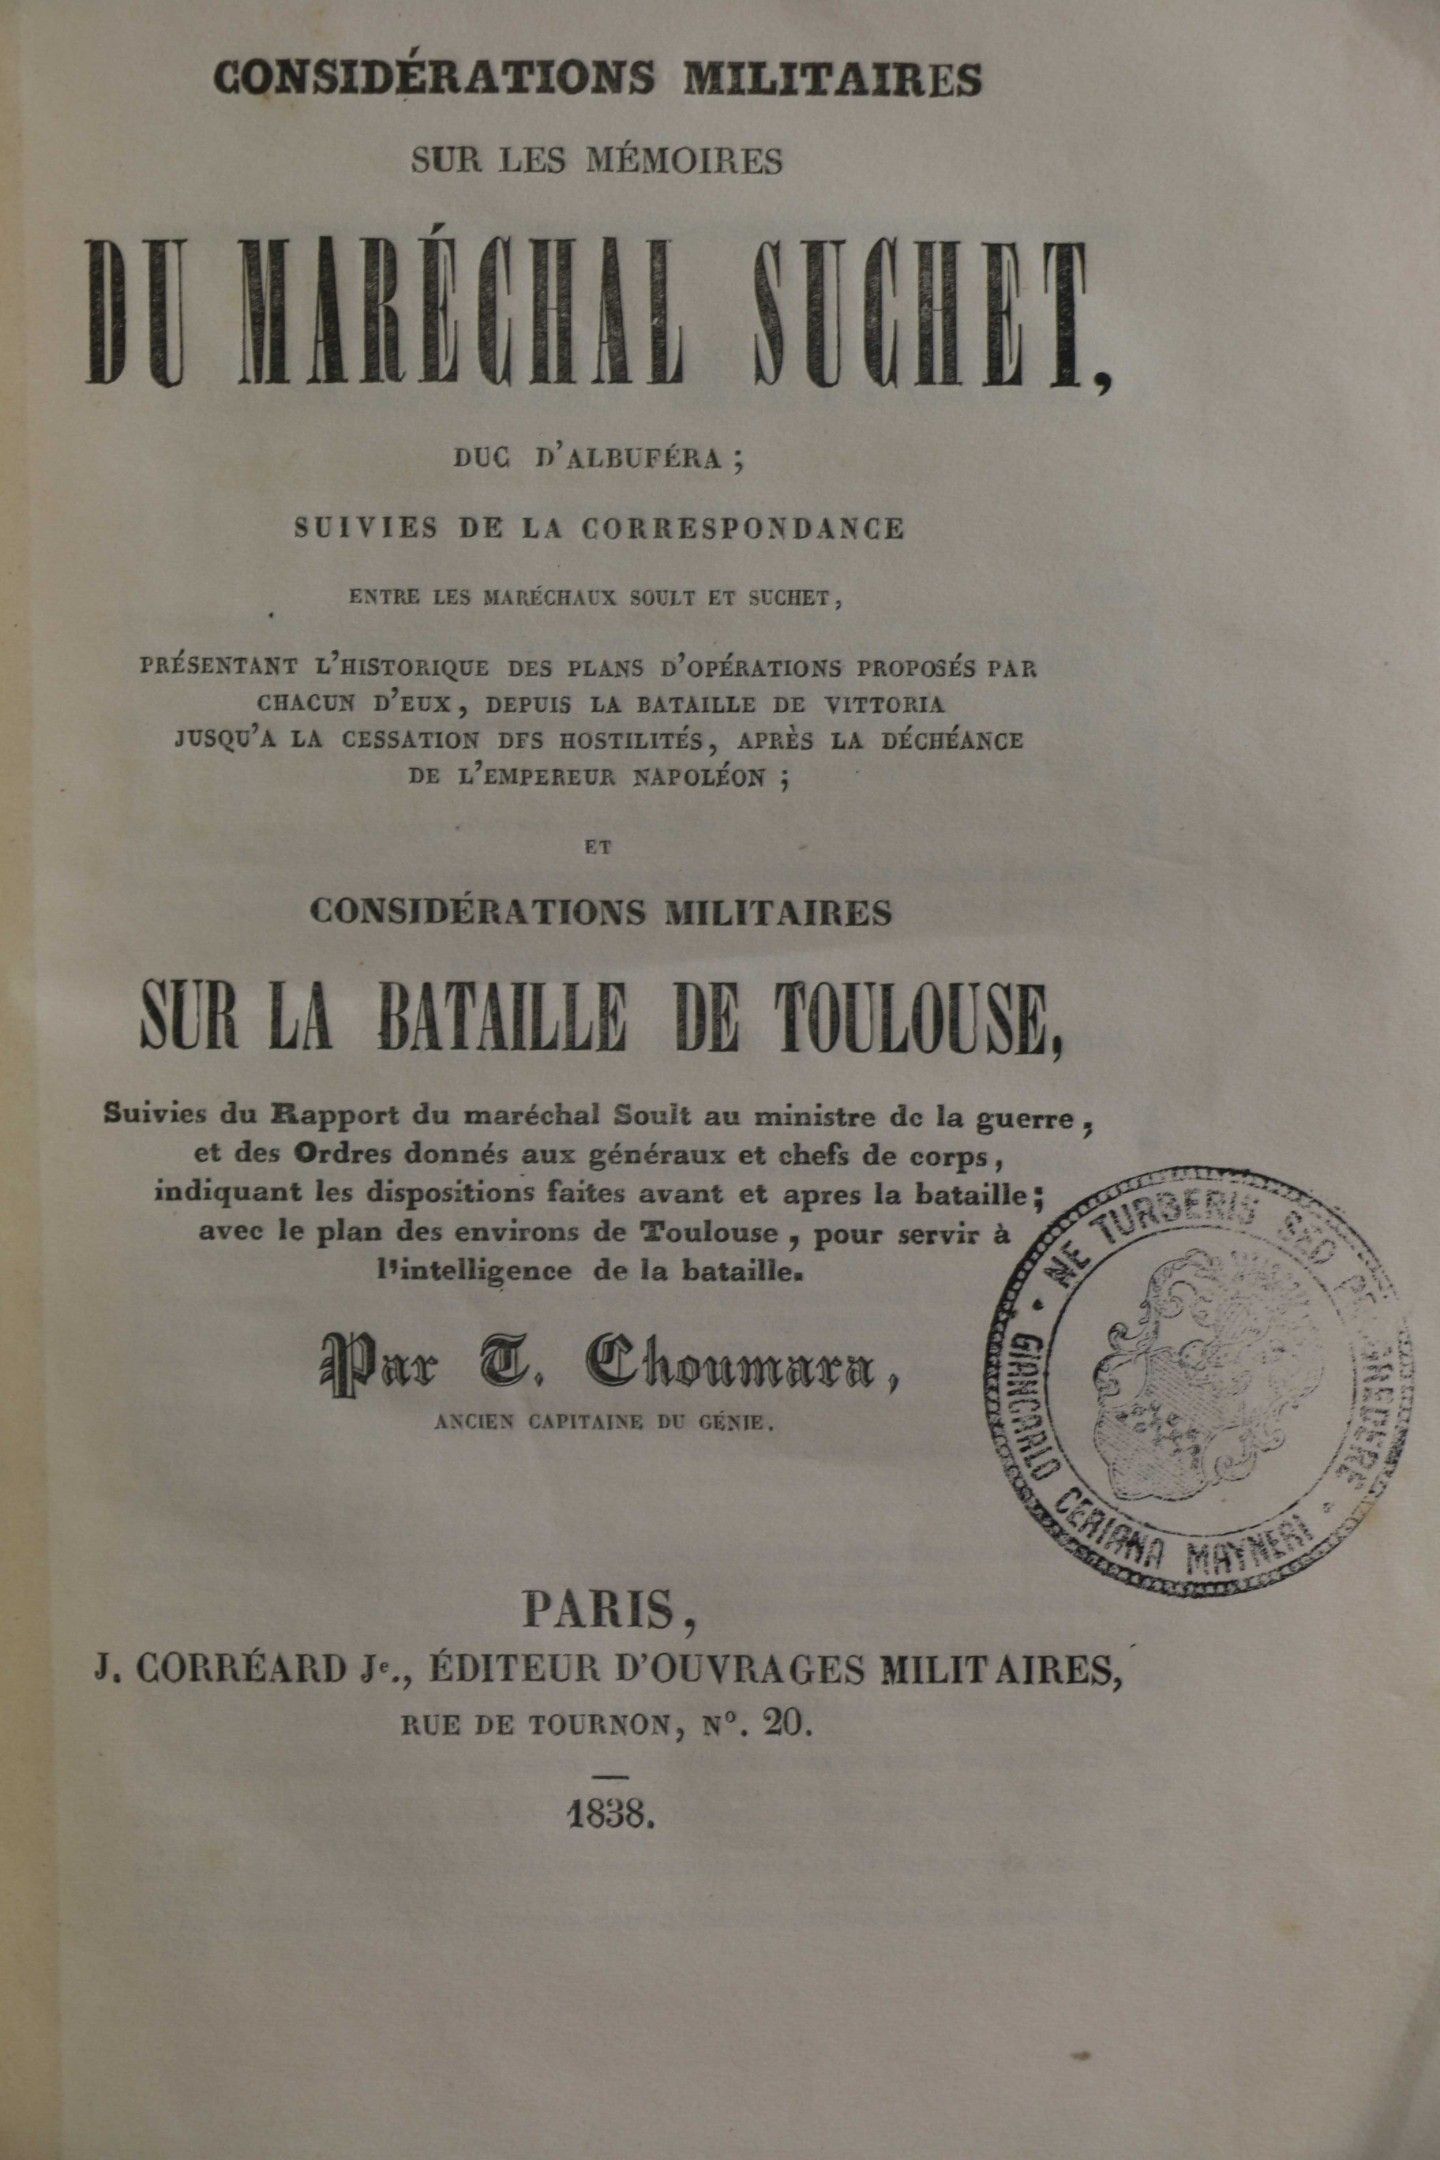 CONSIDÉRATIONS MILITAIRES
SUR LES MÉMOIRES
DU MARÉCHAL SUCHET,
DUC D'ALBUFÉRA ;
SUIVIES DE LA CORRESPONDANCE
ENTRE LES MARÉCHAUX SOULT ET SUCHET,
PRÉSENTANT L'HISTORIQUE DES PLANS D'OPÉRATIONS PROPOSÉS PAR
CHACUN D'EUX, DEPUIS LA BATAILLE DE VITTORIA
JUSQU'A LA CESSATION DES HOSTILITÉS, APRÈS LA DÉCHÉANCE
DE L'EMPEREUR NAPOLÉON ;
ET
CONSIDÉRATIONS MILITAIRES
SUR LA BATAILLE DE TOULOUSE,
Suivies du Rapport du maréchal Soult au ministre de la guerre,
et des Ordres donnés aux généraux et chefs de corps,
indiquant les dispositions faites avant et apres la bataille;
avec le plan des environs de Toulouse, pour servir à
l'intelligence de la bataille.
Par T. Choumara,
ANCIEN CAPITAINE DU GÉNIE.
NE TURBERIS SED
GIANCARLO CERIANA MAYNERI
PARIS,
J. CORRÉARD Je., ÉDITEUR D'OUVRAGES MILITAIRES,
RUE DE TOURNON, N°. 20.
1838.